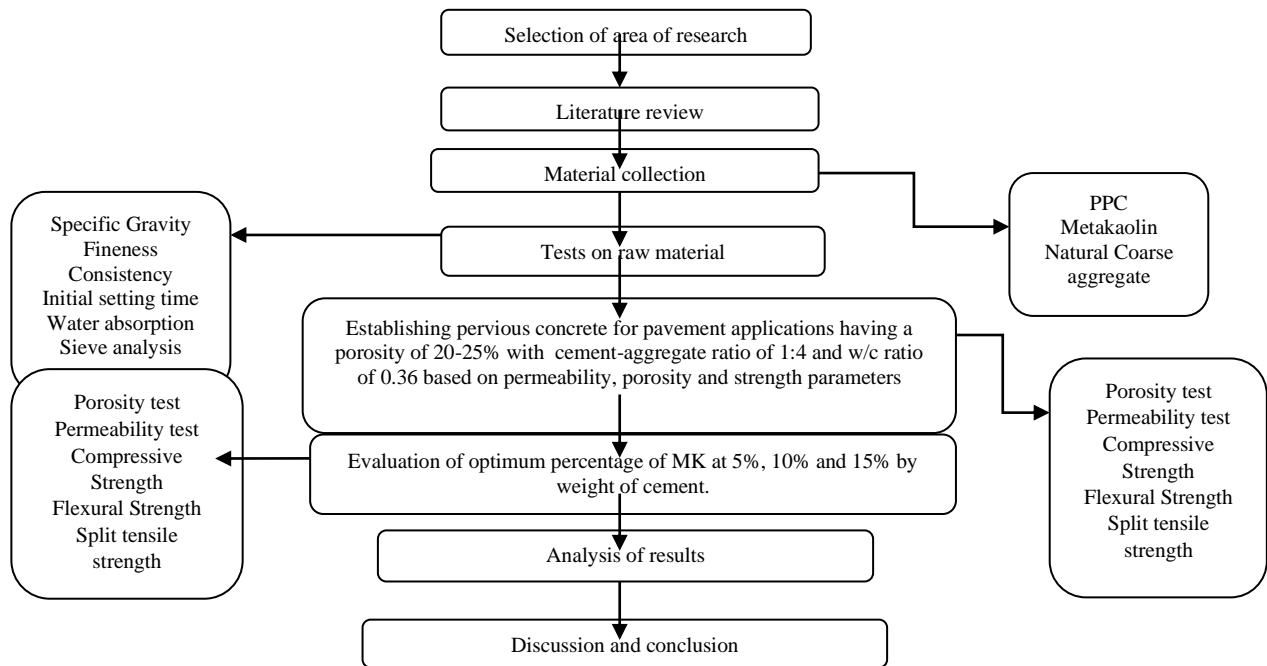 Selection of area of research
Literature review
Material collection
PPC
Metakaolin
Natural Coarse
aggregate
Specific Gravity
Fineness
Consistency
Initial setting time
Water absorption
Sieve analysis
Tests on raw material
Establishing pervious concrete for pavement applications having a
porosity of 20-25% with cement-aggregate ratio of 1:4 and w/c ratio
of 0.36 based on permeability, porosity and strength parameters
Porosity test
Permeability test
Compressive
Strength
Flexural Strength
Split tensile
strength
Evaluation of optimum percentage of MK at 5%, 10% and 15% by
weight of cement.
Porosity test
Permeability test
Compressive
Strength
Flexural Strength
Split tensile
strength
Analysis of results
Discussion and conclusion